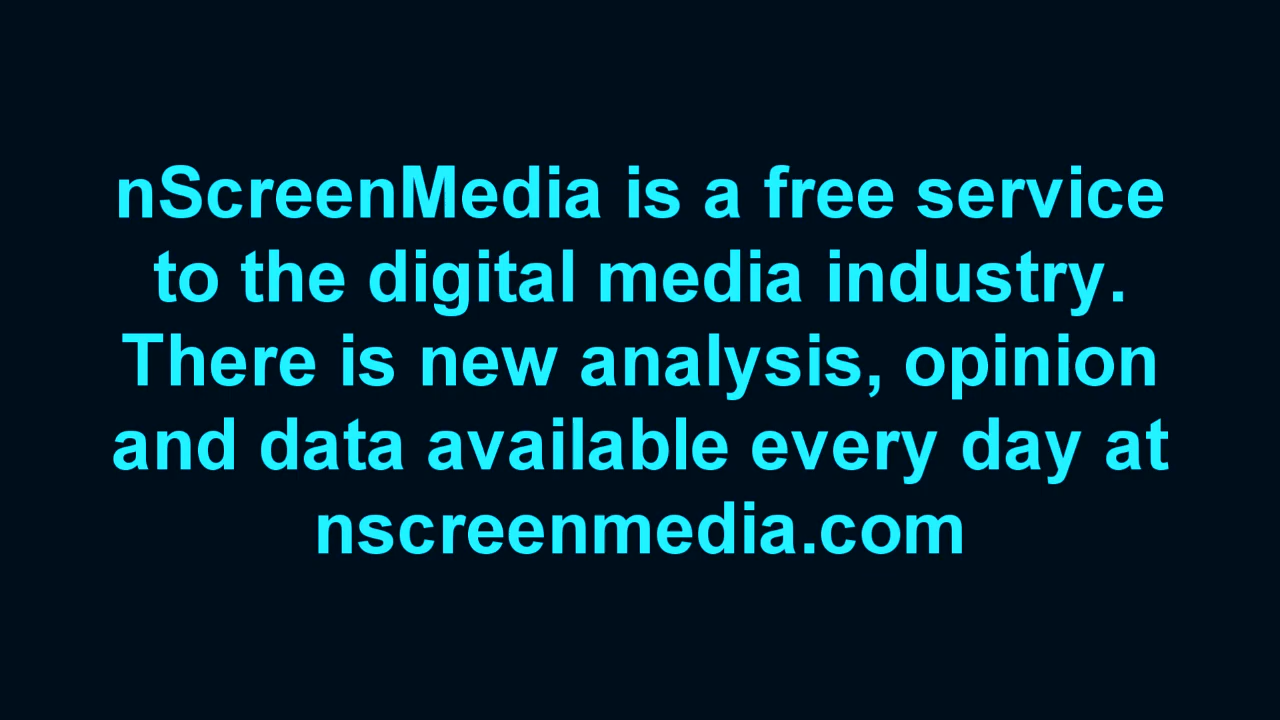 nScreenMedia is a free service
to the digital media industry.
There is new analysis, opinion
and data available every day at
nscreenmedia.com